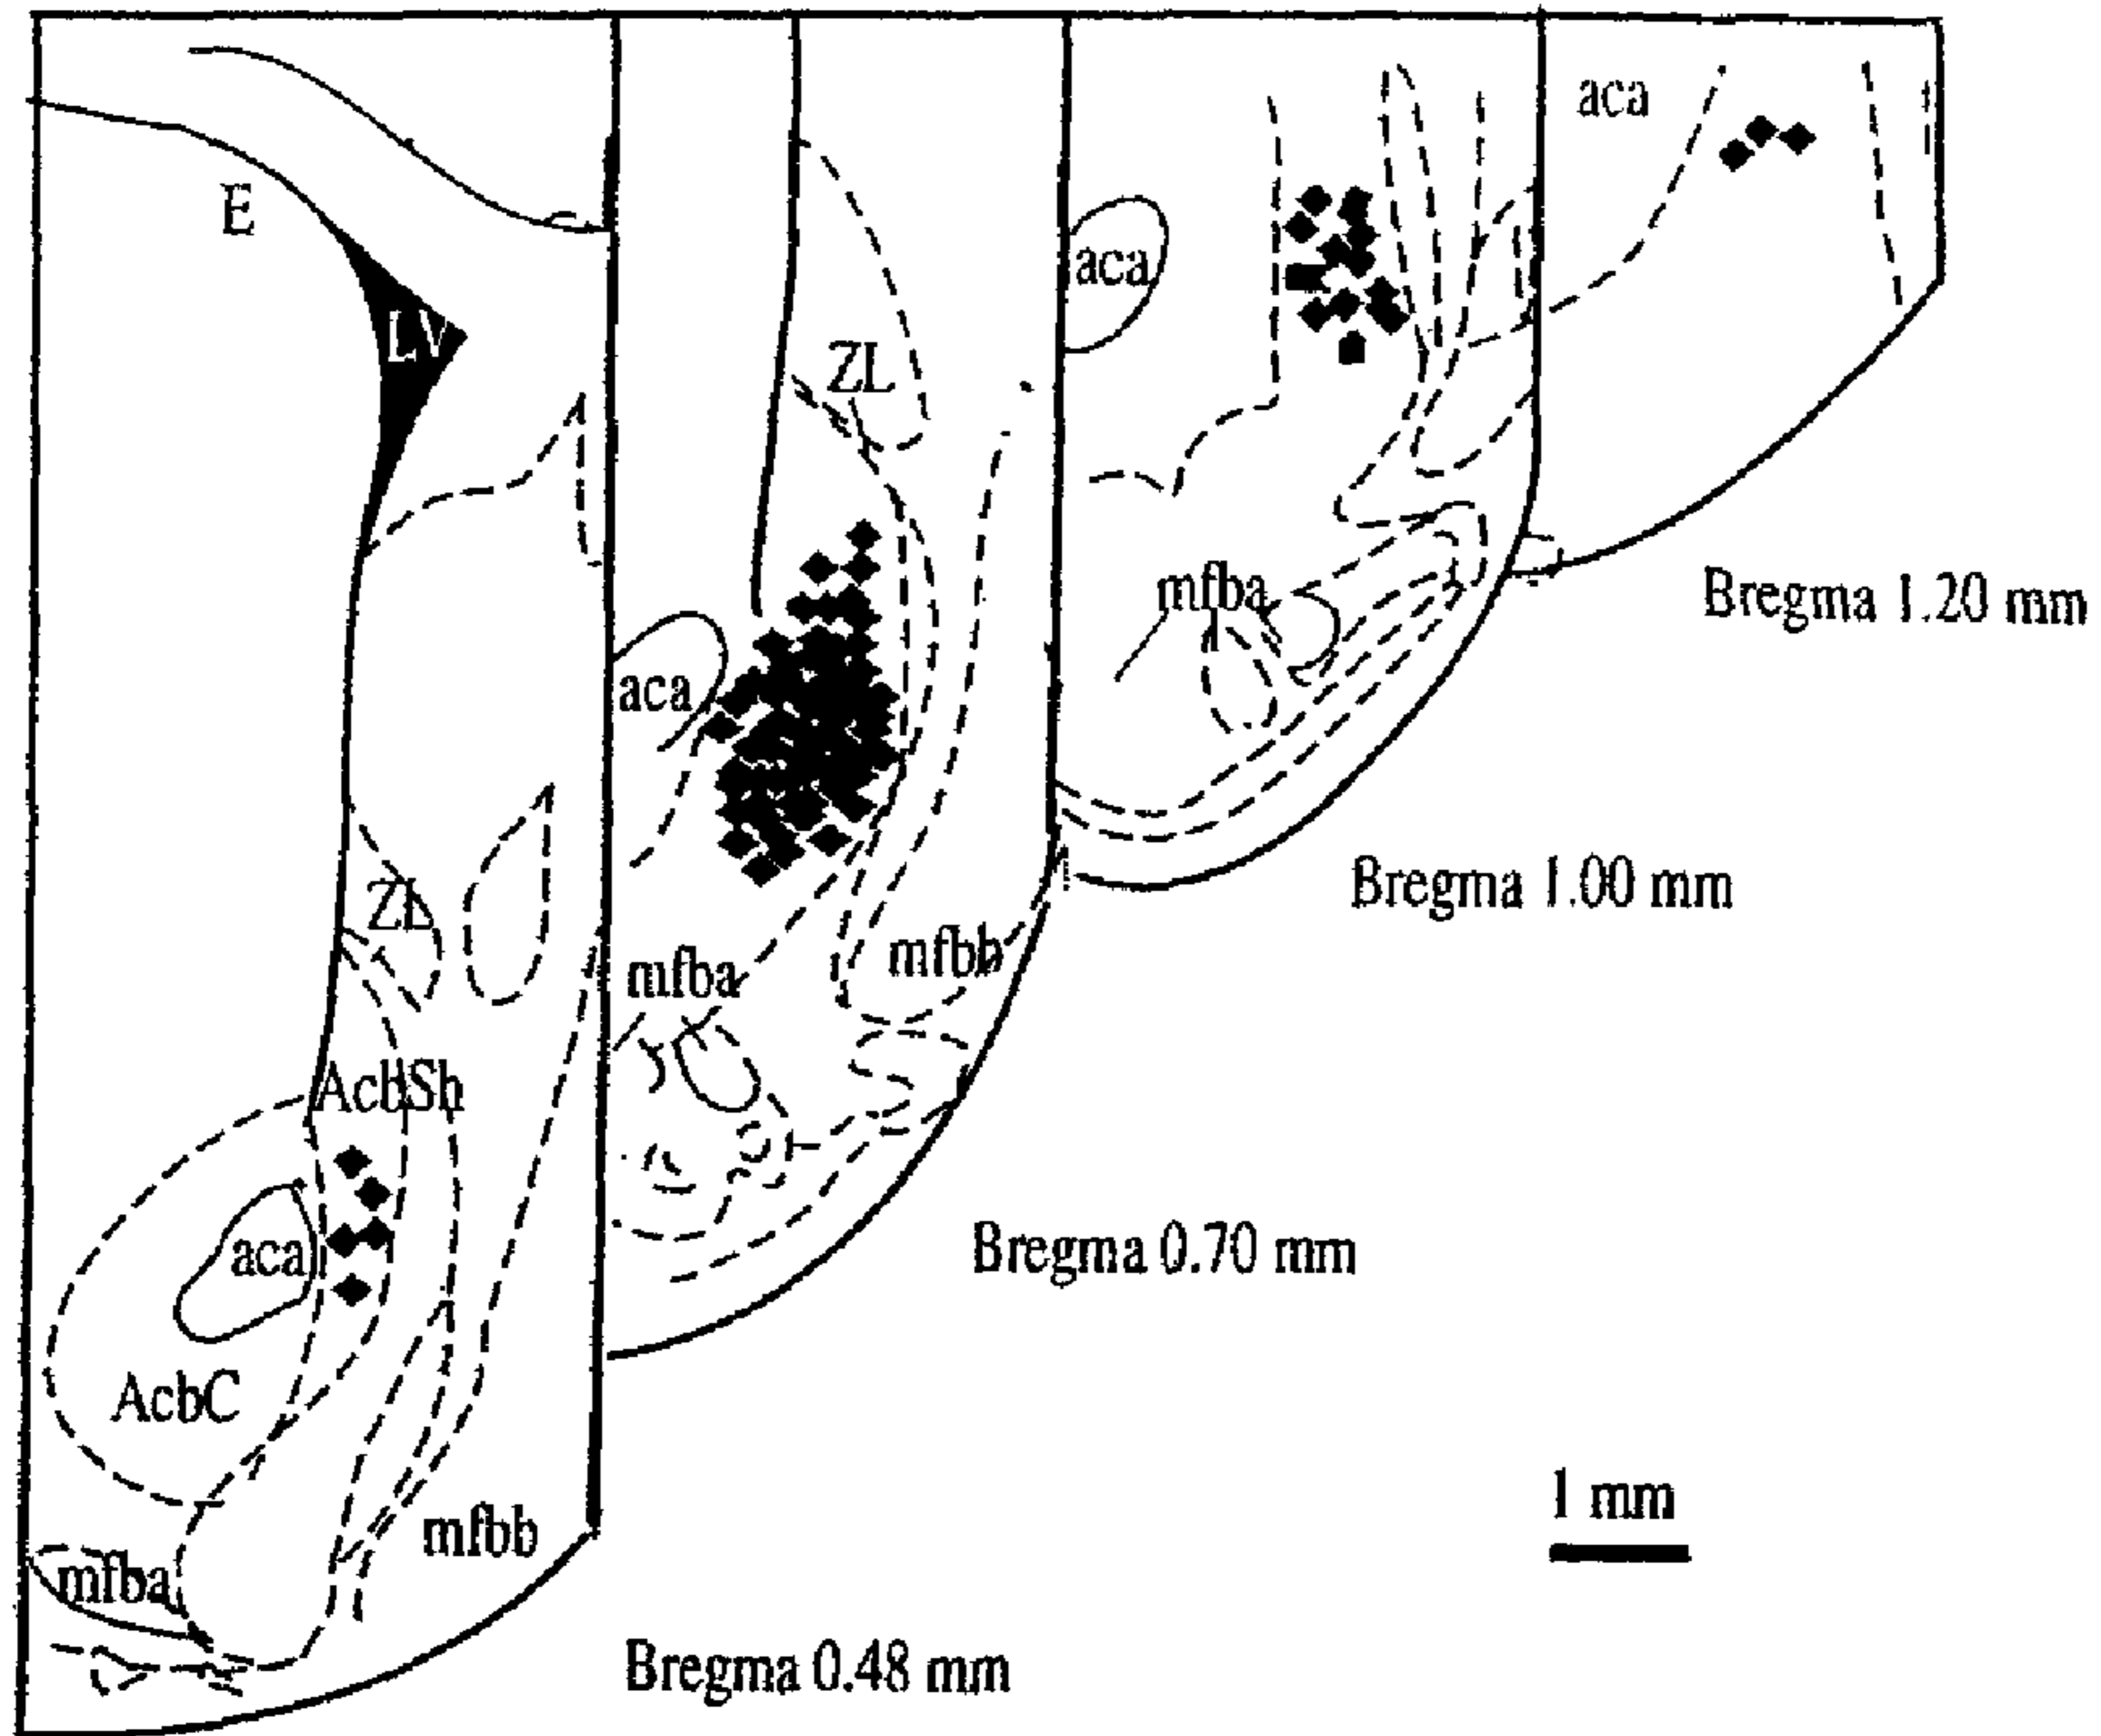 E
LV
ZL
AcbSh
aca
AcbC
mfbb
mfba
Bregma 0.48 mm
ZL
aca
mfba
mfbb
Bregma 0.70 mm
aca
mfba
Bregma 1.00 mm
aca
Bregma 1.20 mm
1 mm